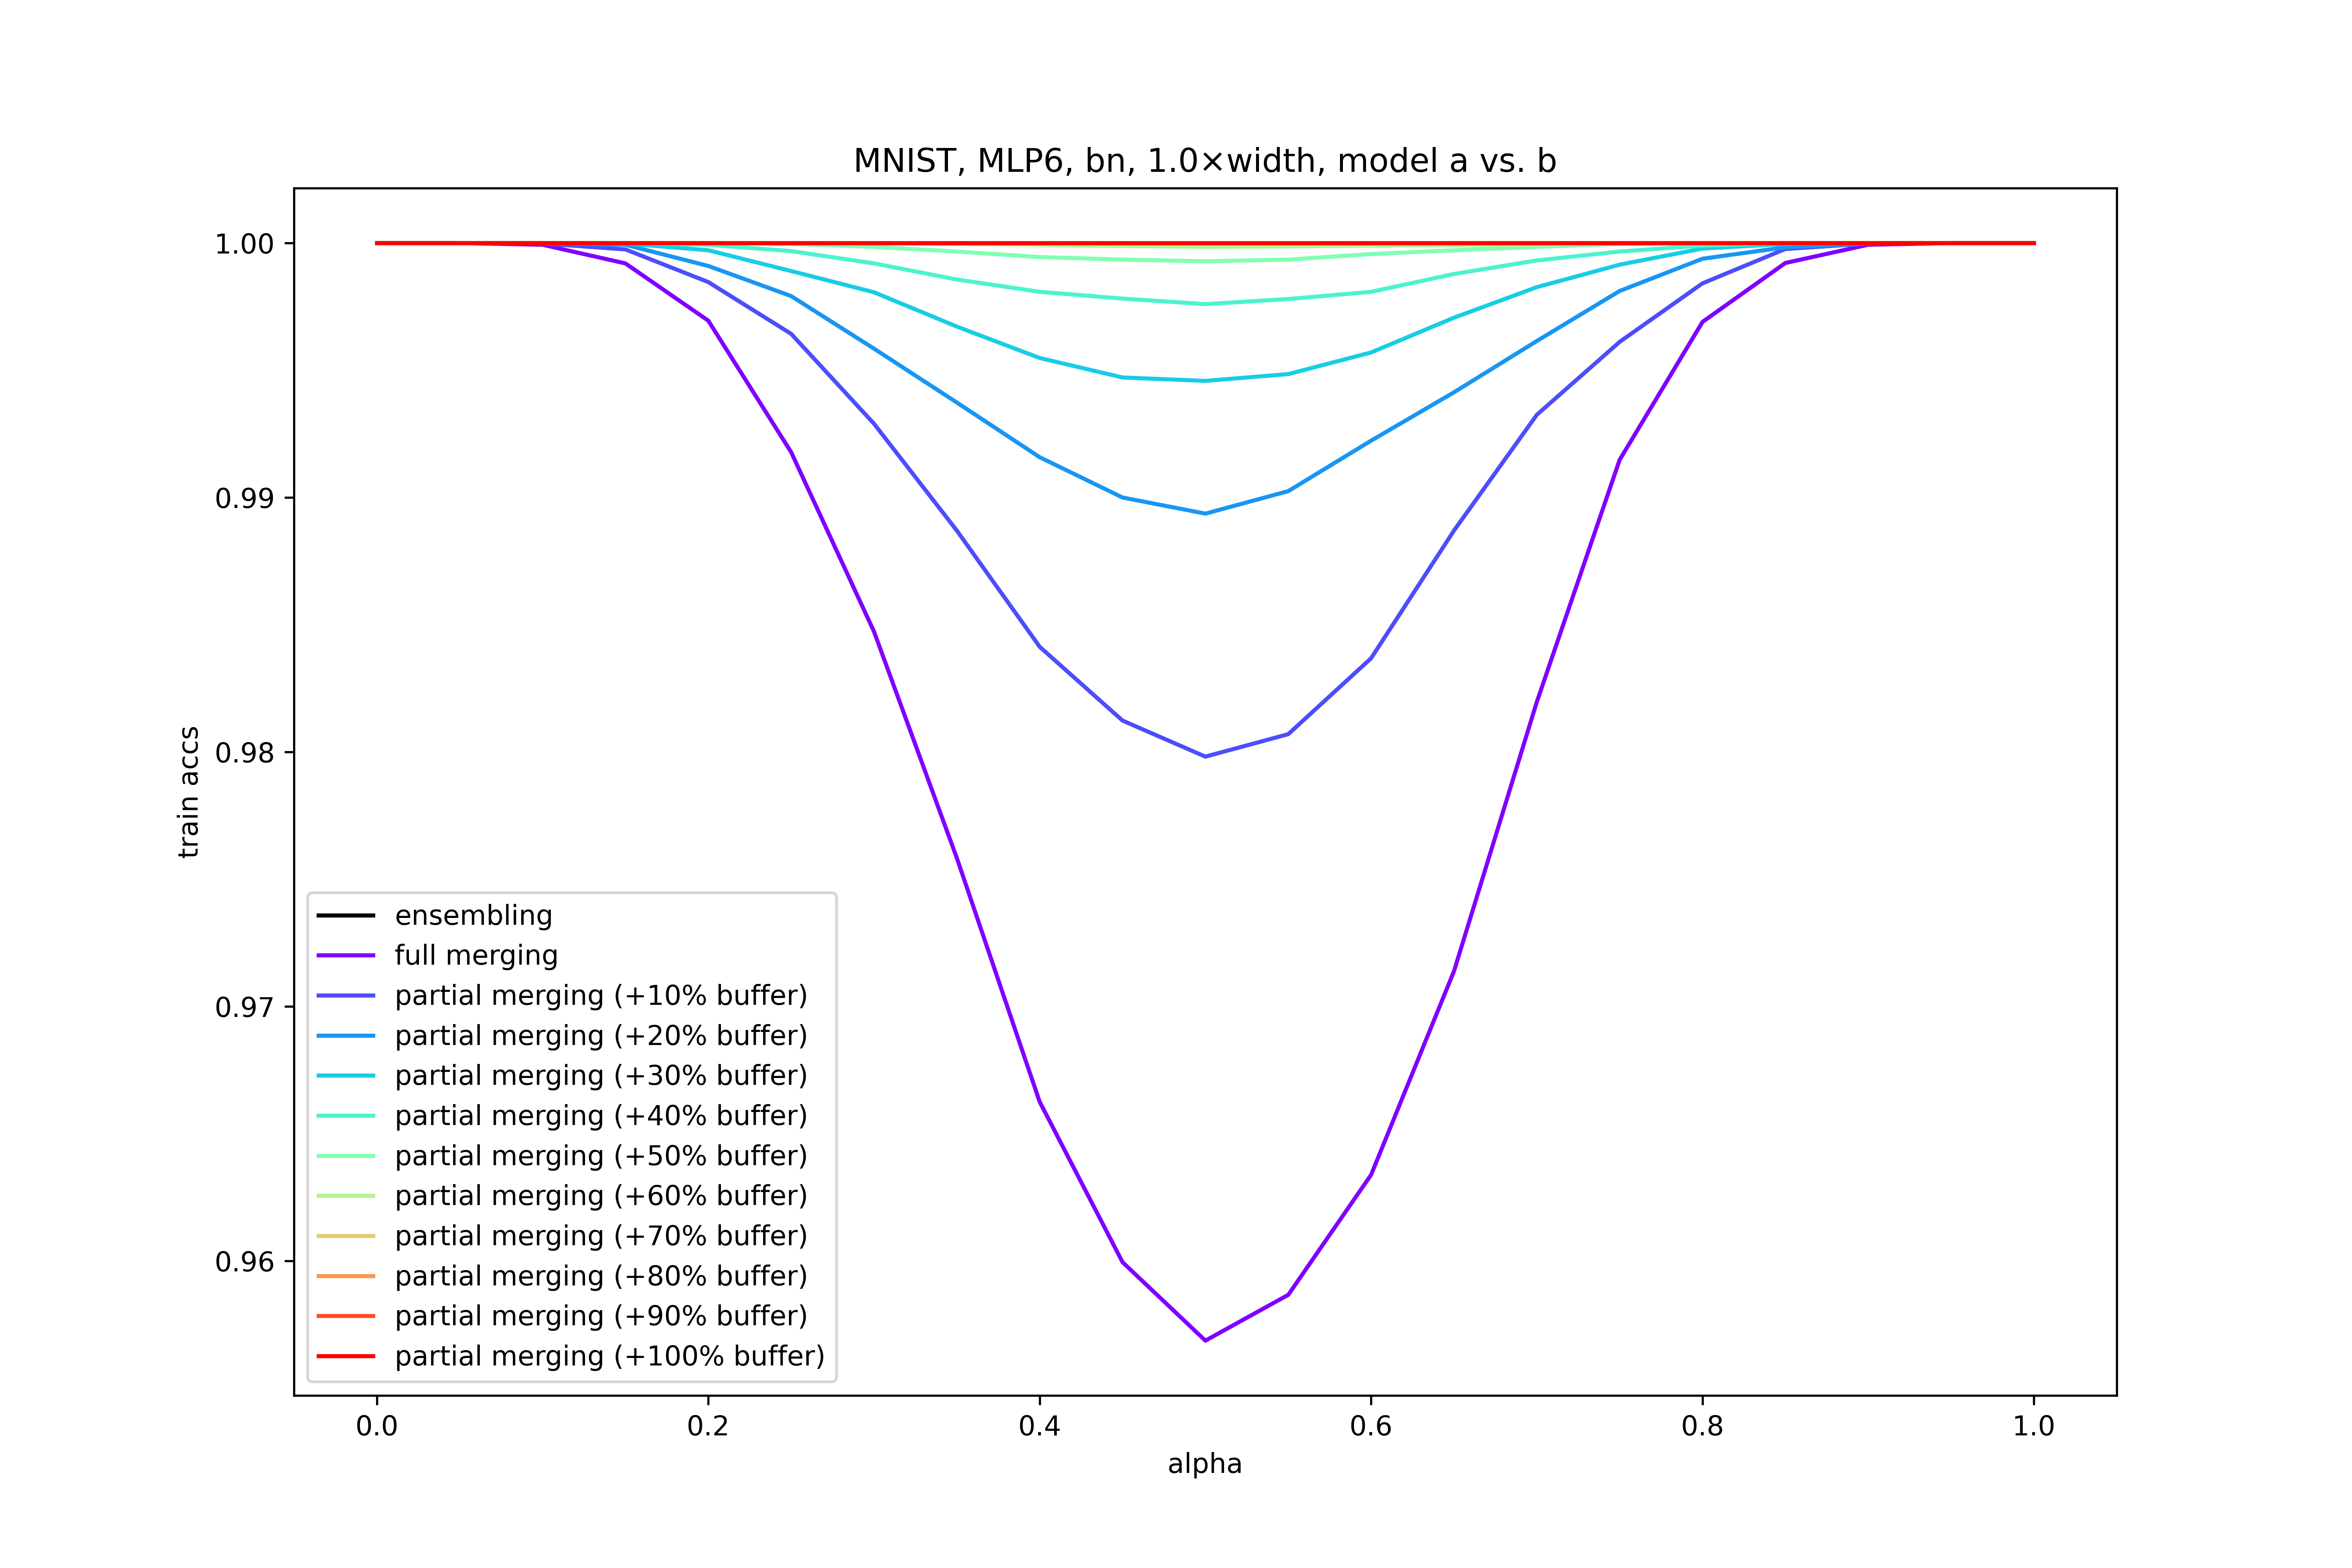 MNIST, MLP6, bn, 1.0×width, model a vs. b
1.00
0.99
0.98
0.97
0.96
train accs
ensembling
full merging
partial merging (+10% buffer)
partial merging (+20% buffer)
partial merging (+30% buffer)
partial merging (+40% buffer)
partial merging (+50% buffer)
partial merging (+60% buffer)
partial merging (+70% buffer)
partial merging (+80% buffer)
partial merging (+90% buffer)
partial merging (+100% buffer)
0.0 0.2 0.4 0.6 0.8 1.0
alpha